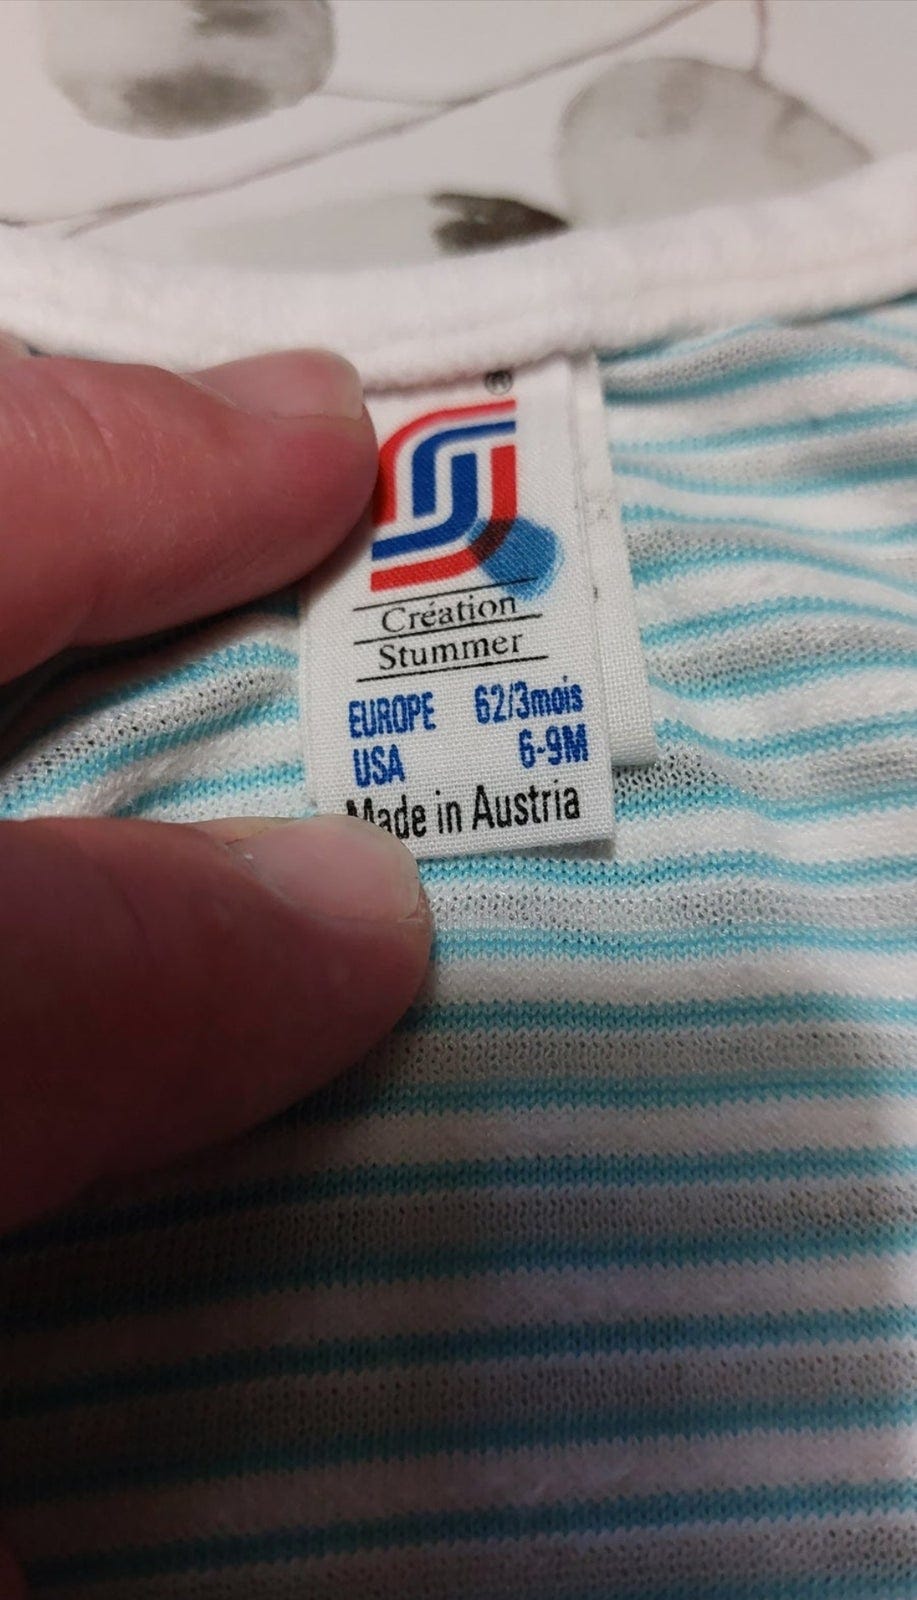 ®
Création
Stummer
EUROPE 62/3mois
USA 6-9M
Made in Austria